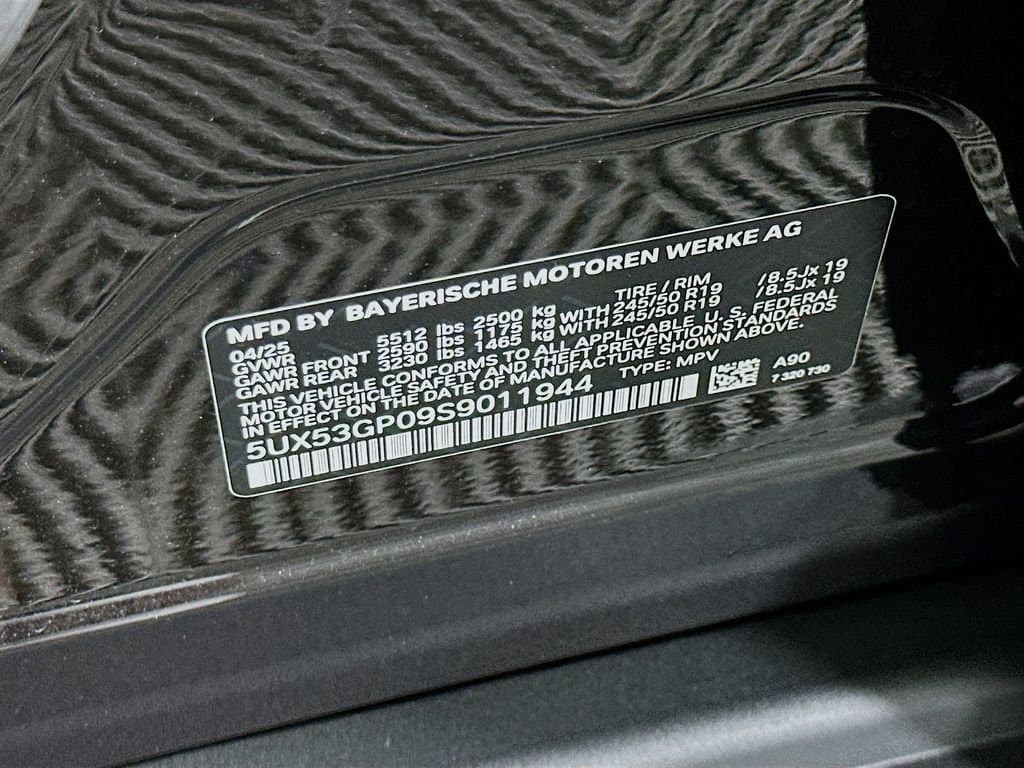 MFD BY BAYERISCHE MOTOREN WERKE AG
04/25 TIRE / RIM
GVWR 5512 lbs 2500 kg
GAWR FRONT 2590 lbs 1175 kg WITH 245/50 R19 /8.5Jx 19
GAWR REAR 3230 lbs 1465 kg WITH 245/50 R19 /8.5Jx 19
THIS VEHICLE CONFORMS TO ALL APPLICABLE U. S. FEDERAL
MOTOR VEHICLE SAFETY AND THEFT PREVENTION STANDARDS
IN EFFECT ON THE DATE OF MANUFACTURE SHOWN ABOVE.
5UX53GP09S9011944 TYPE: MPV A90
7 320 730